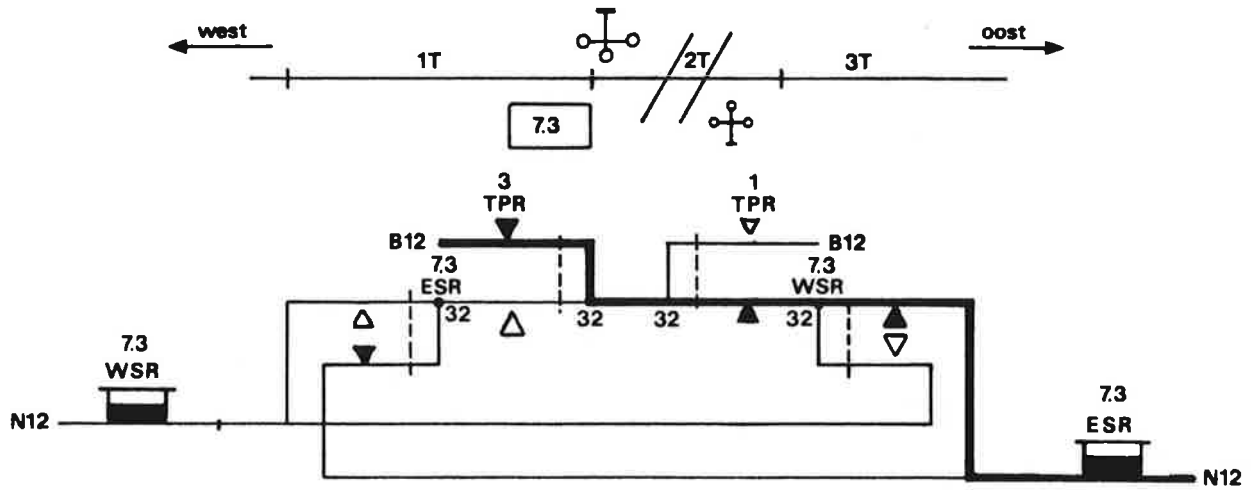 west
oost
1T
2T
3T
7.3
3
TPR
1
TPR
B12
B12
7.3
ESR
7.3
WSR
32
32
32
32
7.3
WSR
7.3
ESR
N12
N12